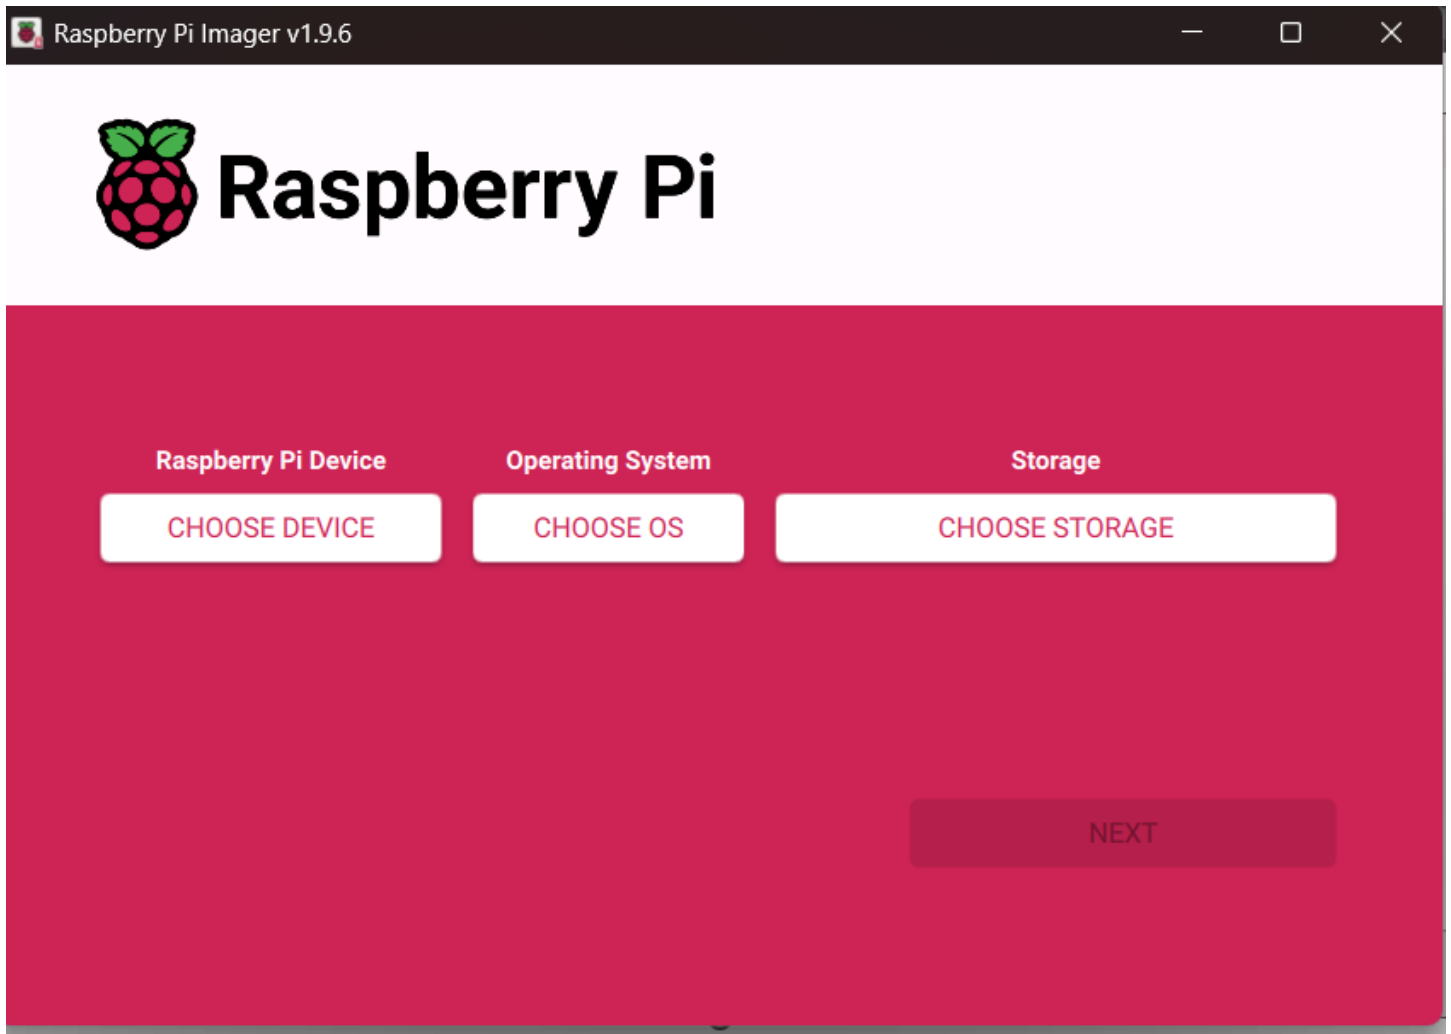 Raspberry Pi Imager v1.9.6
Raspberry Pi
Raspberry Pi Device
Operating System
Storage
CHOOSE DEVICE
CHOOSE OS
CHOOSE STORAGE
NEXT